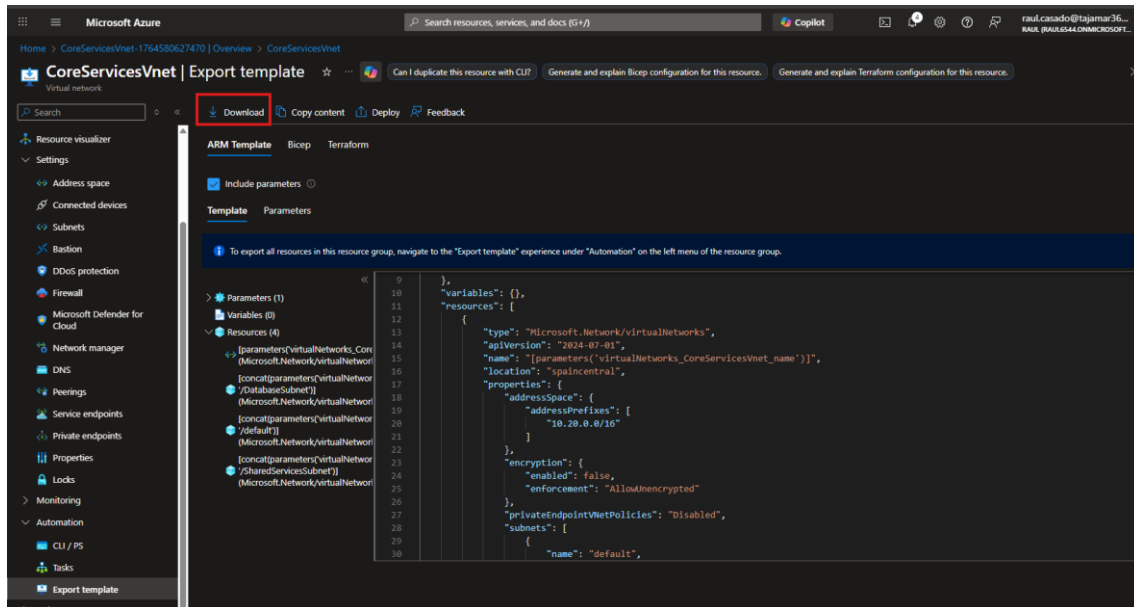 Microsoft Azure
Search resources, services, and docs (G+/)
Copilot
4
raul.casado@tajamar36...
RAUL (RAUL6544.ONMICROSOFT...
Home > CoreServicesVnet-1764580627470 | Overview > CoreServicesVnet
CoreServicesVnet | Export template
Virtual network
Can I duplicate this resource with CLI?
Generate and explain Bicep configuration for this resource.
Generate and explain Terraform configuration for this resource.
Search
Download
Copy content
Deploy
Feedback
Resource visualizer
Settings
Address space
Connected devices
Subnets
Bastion
DDoS protection
Firewall
Microsoft Defender for
Cloud
Network manager
DNS
Peerings
Service endpoints
Private endpoints
Properties
Locks
Monitoring
Automation
CLI / PS
Tasks
Export template
ARM Template Bicep Terraform
Include parameters
Template Parameters
To export all resources in this resource group, navigate to the "Export template" experience under "Automation" on the left menu of the resource group.
Parameters (1)
Variables (0)
Resources (4)
[parameters('virtualNetworks_Core
(Microsoft.Network/virtualNetworl
[concat(parameters('virtualNetwor
'/DatabaseSubnet')]
(Microsoft.Network/virtualNetworl
[concat(parameters('virtualNetwor
'/default')]
(Microsoft.Network/virtualNetworl
[concat(parameters('virtualNetwor
'/SharedServicesSubnet')]
(Microsoft.Network/virtualNetworl
9 },
10 "variables": {},
11 "resources": [
12 {
13 "type": "Microsoft.Network/virtualNetworks",
14 "apiVersion": "2024-07-01",
15 "name": "[parameters('virtualNetworks_CoreServicesVnet_name')]",
16 "location": "spaincentral",
17 "properties": {
18 "addressSpace": {
19 "addressPrefixes": [
20 "10.20.0.0/16"
21 ]
22 },
23 "encryption": {
24 "enabled": false,
25 "enforcement": "AllowUnencrypted"
26 },
27 "privateEndpointVNetPolicies": "Disabled",
28 "subnets": [
29 {
30 "name": "default",